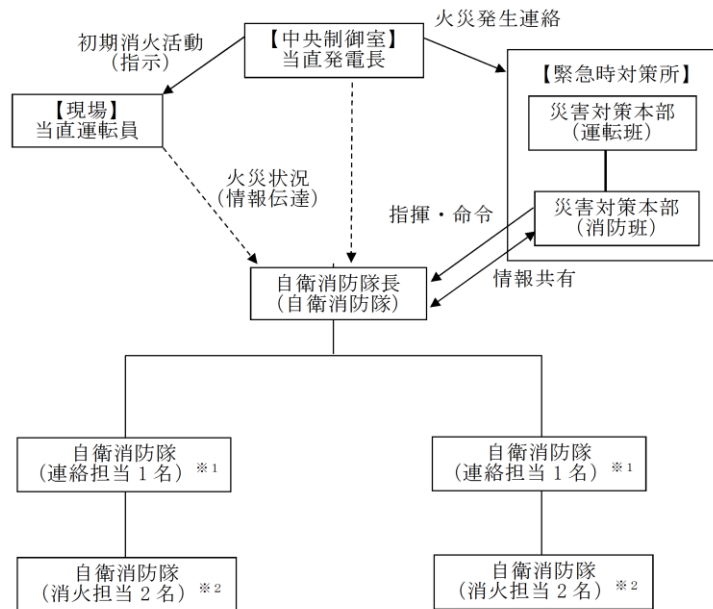 火災発生連絡
初期消火活動
(指示)
【中央制御室】
当直発電長
【緊急時対策所】
【現場】
当直運転員
災害対策本部
(運転班)
火災状況
(情報伝達)
指揮・命令
災害対策本部
(消防班)
自衛消防隊長
(自衛消防隊)
情報共有
自衛消防隊
(連絡担当1名) ※1
自衛消防隊
(連絡担当1名) ※1
自衛消防隊
(消火担当2名) ※2
自衛消防隊
(消火担当2名) ※2